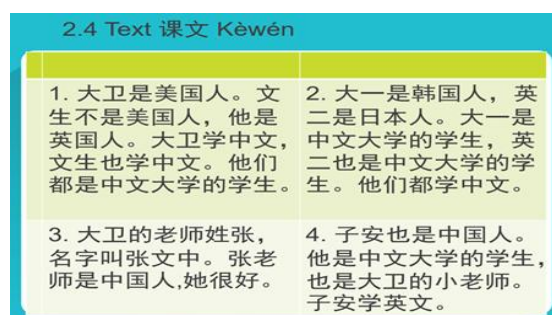 2.4 Text 课文 Kèwén
1. 大卫是美国人。文
生不是美国人，他是
英国人。大卫学中文，
文生也学中文。他们
都是中文大学的学生。
2. 大一是韩国人，英
二是日本人。大一是
中文大学的学生，英
二也是中文大学的学
生。他们都学中文。
3. 大卫的老师姓张，
名字叫张文中。张老
师是中国人,她很好。
4. 子安也是中国人。
他是中文大学的学生，
也是大卫的小老师。
子安学英文。